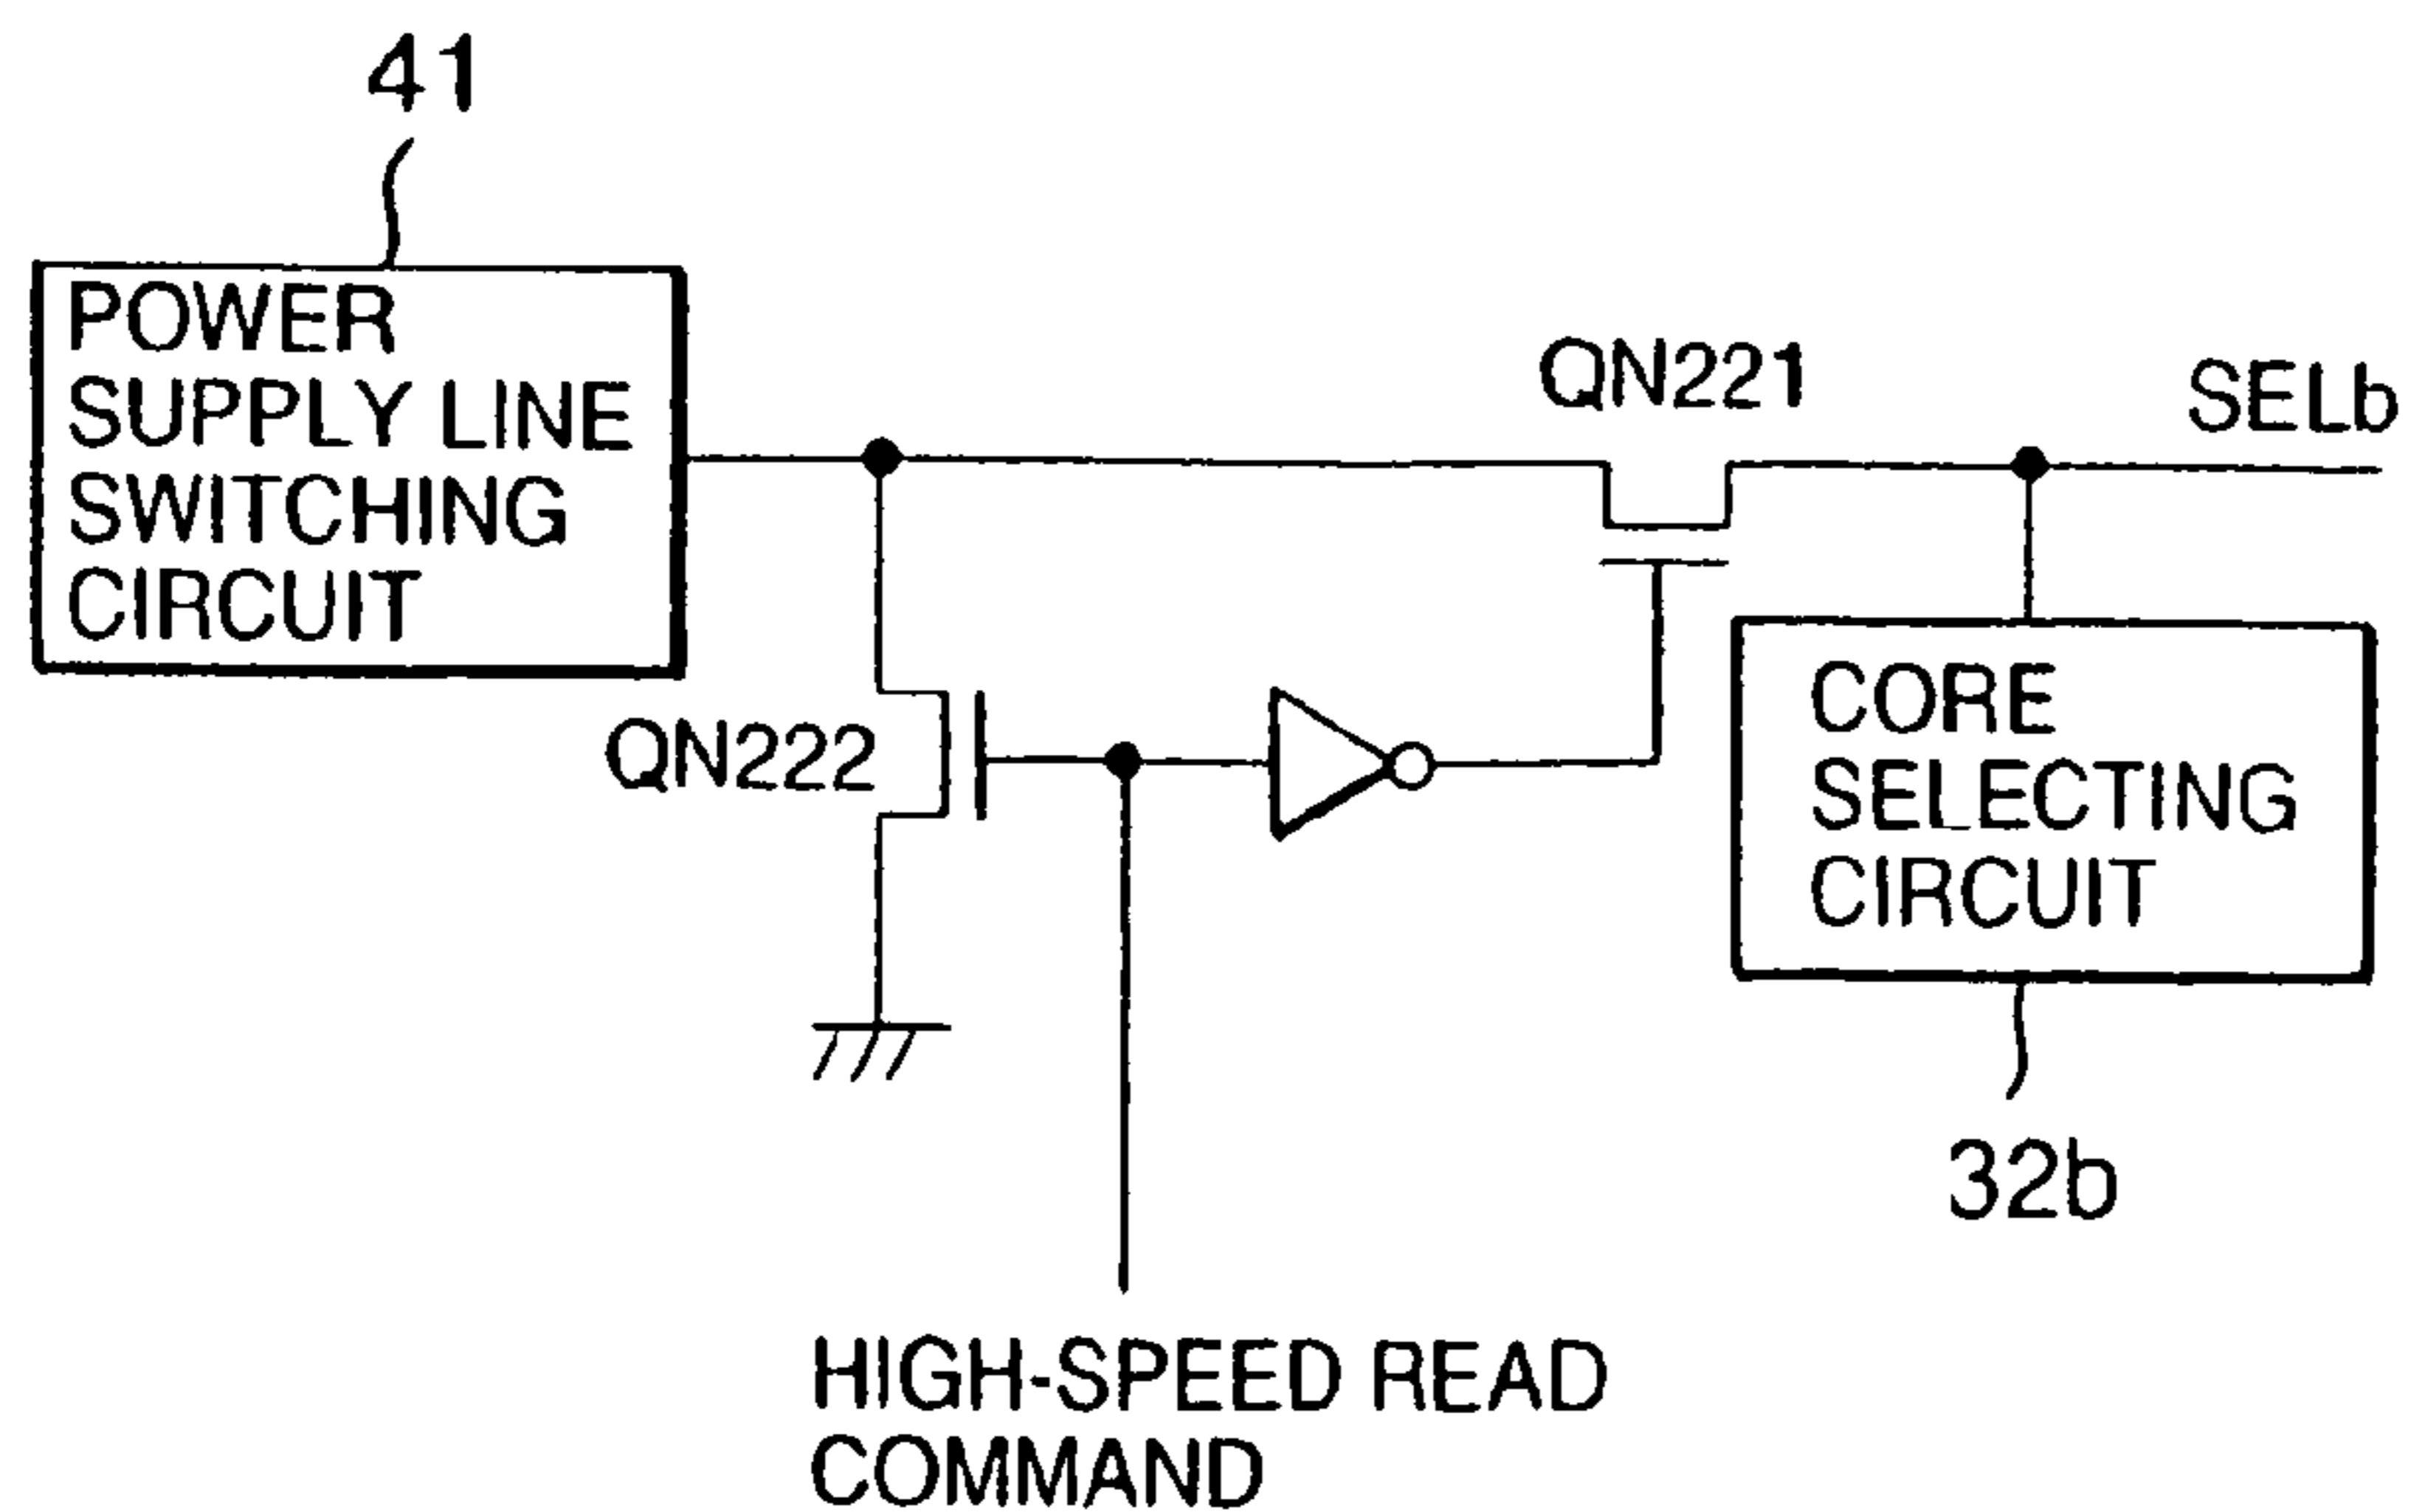 41
POWER
SUPPLY LINE
SWITCHING
CIRCUIT
QN221
SELb
QN222
CORE
SELECTING
CIRCUIT
32b
HIGH-SPEED READ
COMMAND